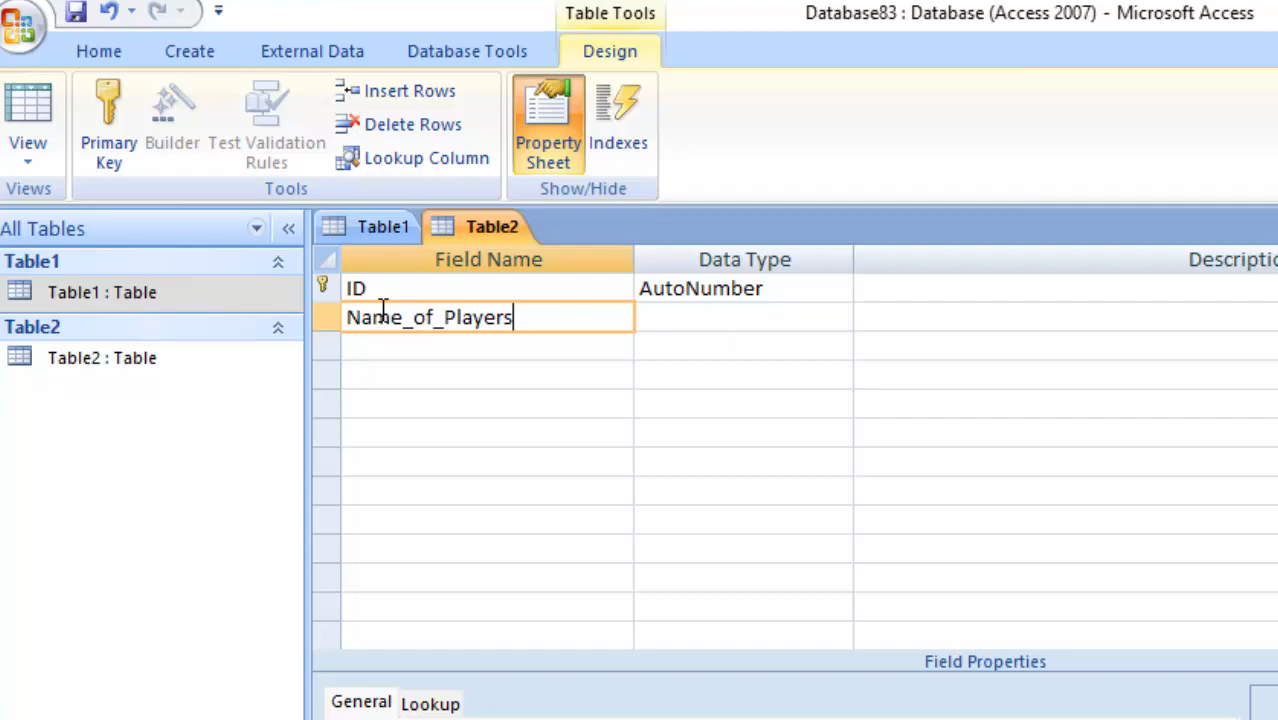 Table Tools
Database83 : Database (Access 2007) - Microsoft Access
Home
Create
External Data
Database Tools
Design
View
Primary Key
Builder
Test Validation Rules
Insert Rows
Delete Rows
Lookup Column
Property Sheet
Indexes
Views
Tools
Show/Hide
All Tables
Table1
Table2
Table1
Field Name
Data Type
Descriptio
Table1 : Table
ID
AutoNumber
Table2
Name_of_Players
Table2 : Table
Field Properties
General
Lookup